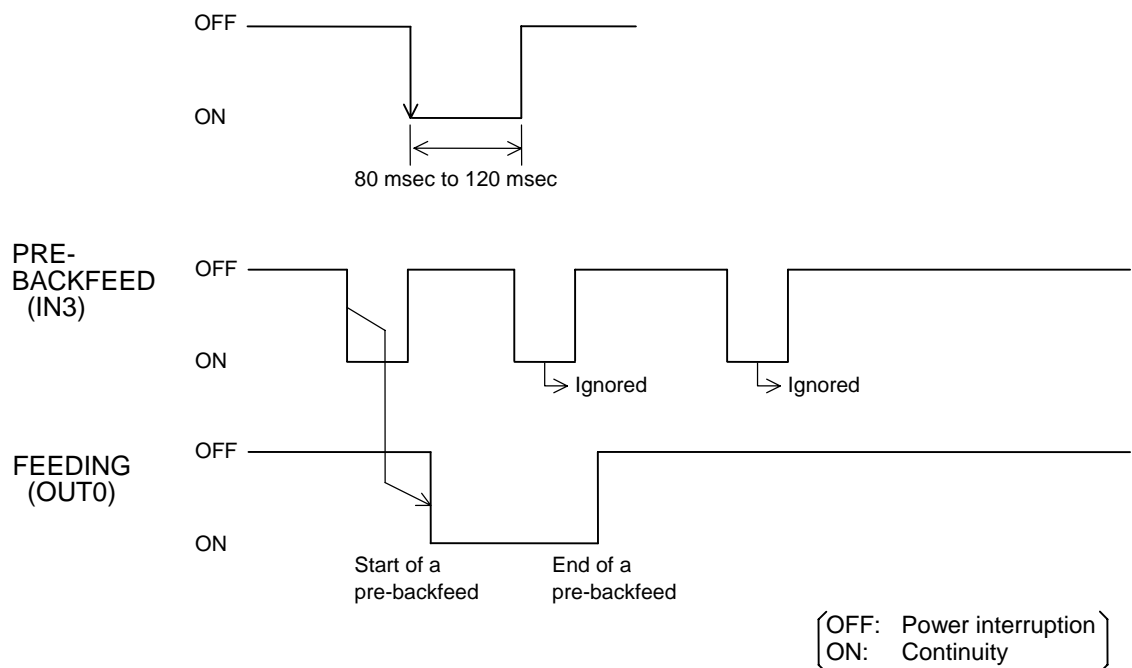 OFF
ON
80 msec to 120 msec
PRE-
BACKFEED
(IN3)
OFF
ON
Ignored
Ignored
FEEDING
(OUT0)
OFF
ON
Start of a
pre-backfeed
End of a
pre-backfeed
OFF: Power interruption
ON: Continuity